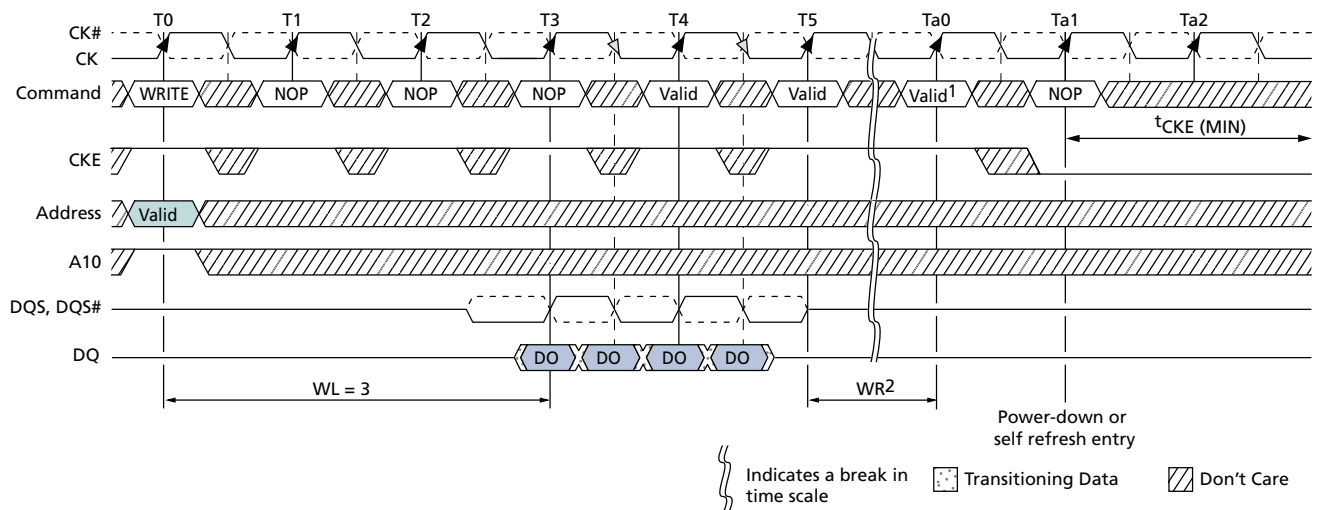 T0 T1 T2 T3 T4 T5 Ta0 Ta1 Ta2
CK#
CK
Command WRITE NOP NOP NOP Valid Valid Valid1 NOP
tCKE (MIN)
CKE
Address Valid
A10
DQS, DQS#
DQ DO DO DO DO
WL = 3 WR2
Power-down or
self refresh entry
Indicates a break in
time scale
Transitioning Data
Don't Care